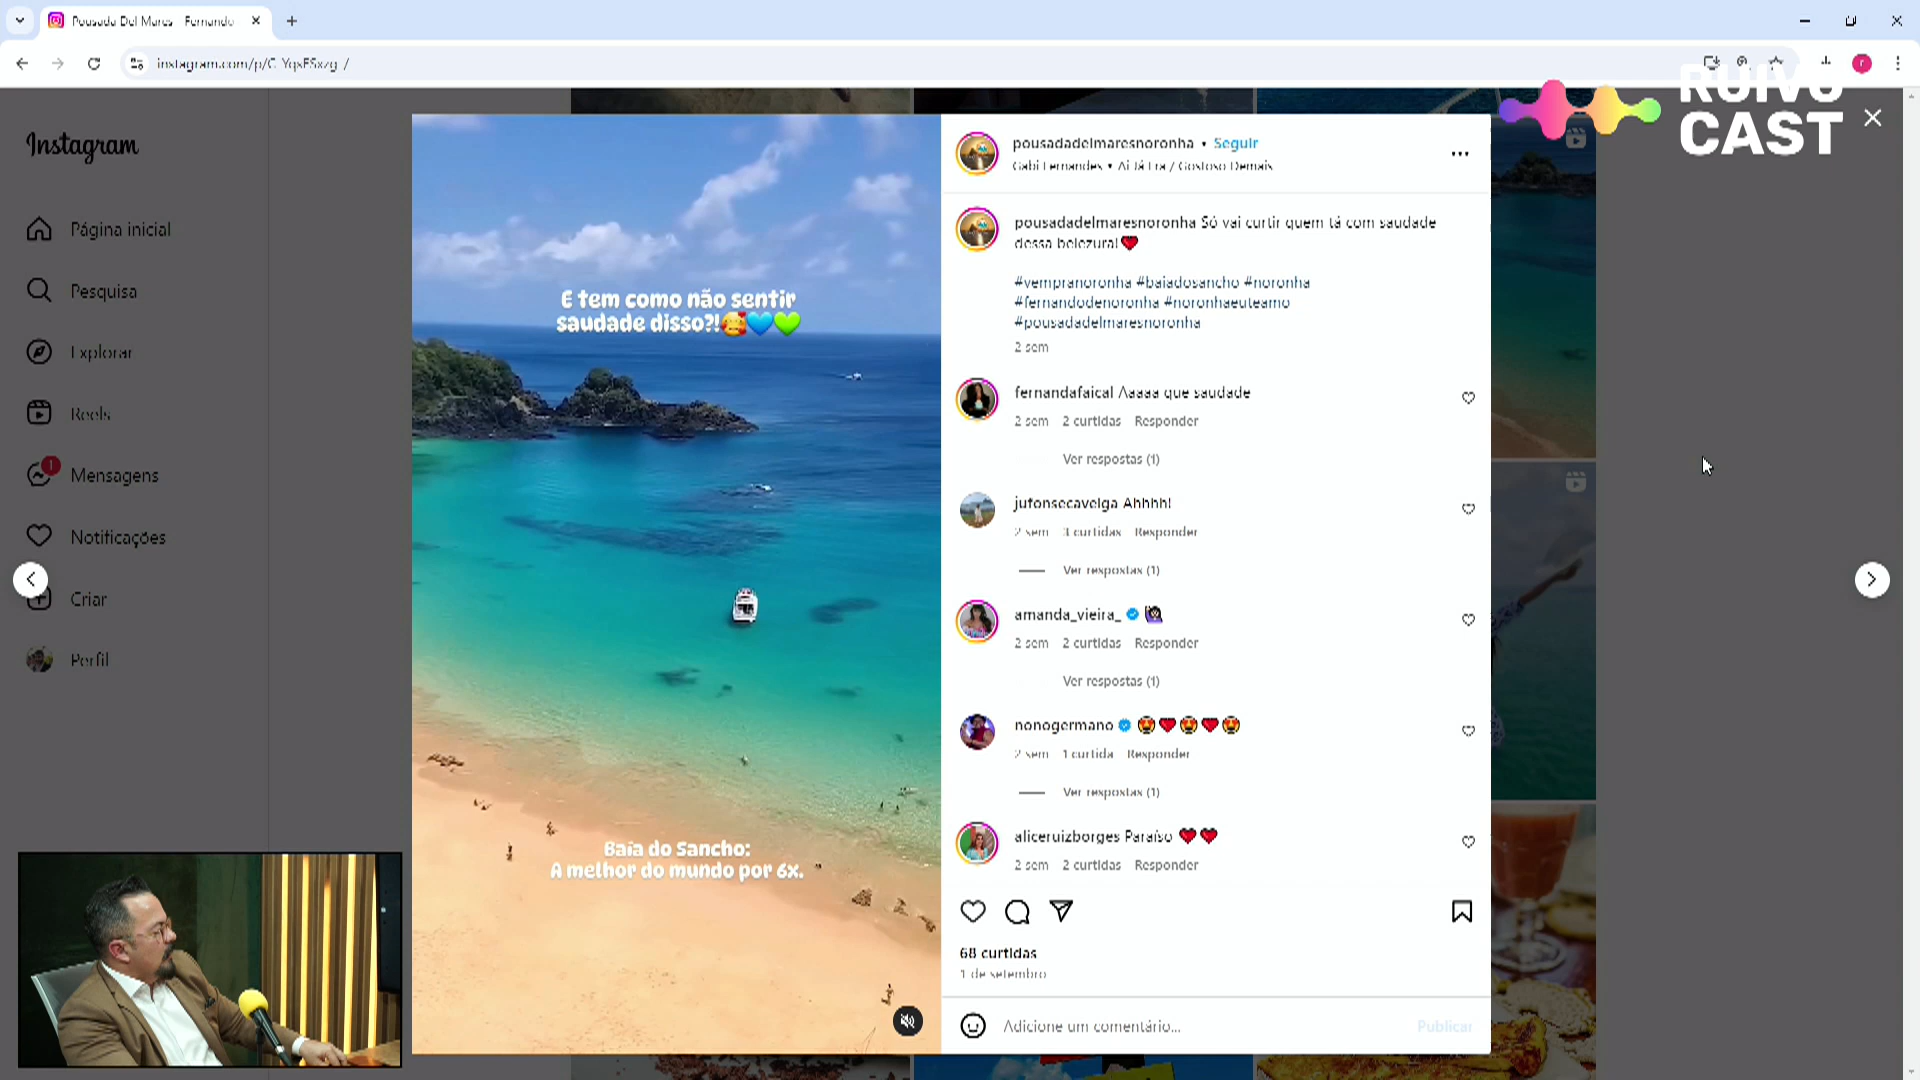 Pousada Del Mares - Fernando
instagram.com/p/C-YqxFSxzg-/
RUIVO
CAST
Instagram
Página inicial
Pesquisa
Explorar
Reels
1
Mensagens
Notificações
Criar
Perfil
E tem como não sentir
saudade disso?!🥰💙💚
Baía do Sancho:
A melhor do mundo por 6x.
pousadadelmaresnoronha • Seguir
Gabi Fernandes • Ai Já Era / Gostoso Demais
pousadadelmaresnoronha Só vai curtir quem tá com saudade
dessa belezura!❤️
#vempranoronha #baiadosancho #noronha
#fernandodenoronha #noronhaeuteamo
#pousadadelmaresnoronha
2 sem
fernandafaical Aaaaa que saudade
2 sem 2 curtidas Responder
Ver respostas (1)
jufonsecaveiga Ahhhh!
2 sem 3 curtidas Responder
Ver respostas (1)
amanda_vieira_ 🙋🏻‍♀️
2 sem 2 curtidas Responder
Ver respostas (1)
nonogermano 😍❤️😍❤️😍
2 sem 1 curtida Responder
Ver respostas (1)
aliceruizborges Paraíso ❤️❤️
2 sem 2 curtidas Responder
68 curtidas
1 de setembro
Adicione um comentário...
Publicar